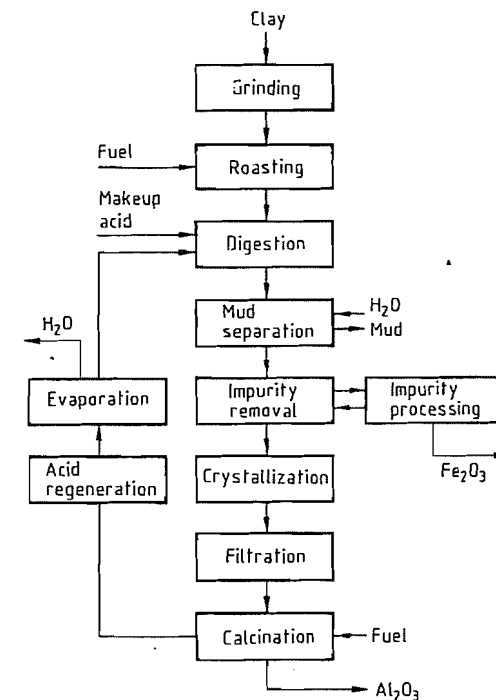 Clay
Grinding
Fuel
Roasting
Makeup
acid
Digestion
Mud
separation
H₂O
Mud
H₂O
Evaporation
Impurity
removal
Impurity
processing
Fe₂O₃
Acid
regeneration
Crystallization
Filtration
Calcination
Fuel
Al₂O₃